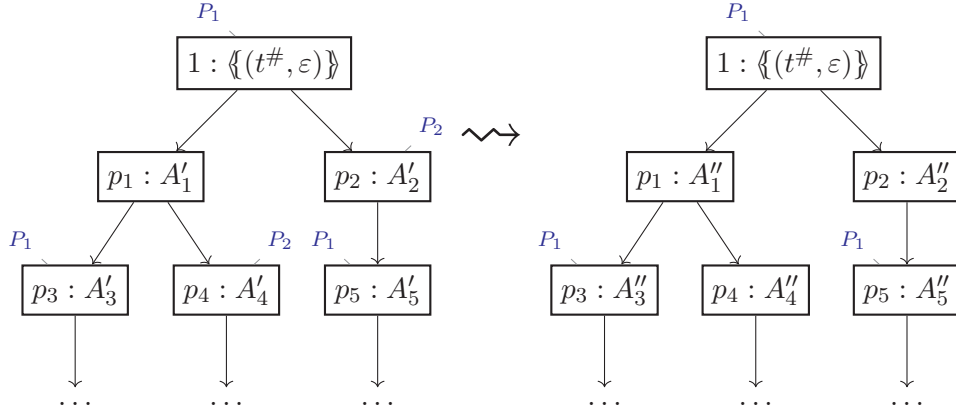 P₁ P₁
1 : {{(t^#, ε)}} 1 : {{(t^#, ε)}}
P₂
p₁ : A′₁ p₂ : A′₂ p₁ : A″₁ p₂ : A″₂
P₁ P₂ P₁ P₁ P₁
p₃ : A′₃ p₄ : A′₄ p₅ : A′₅ p₃ : A″₃ p₄ : A″₄ p₅ : A″₅
... ... ... ... ... ...